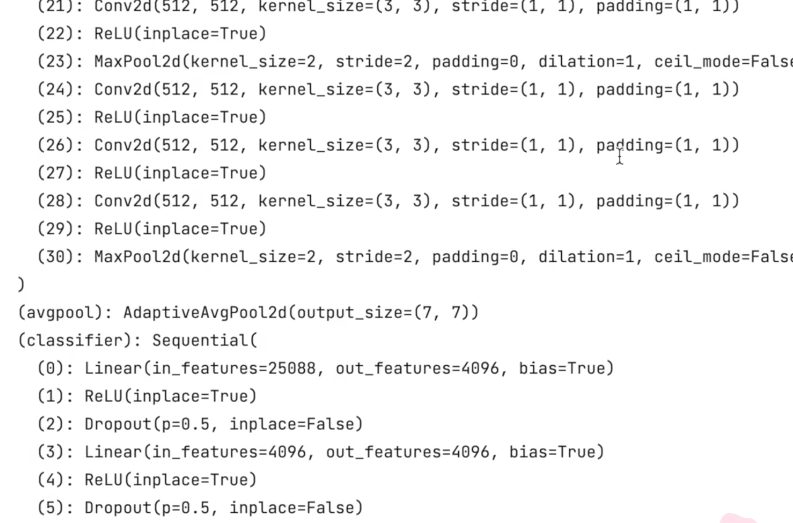 (21): Conv2d(512, 512, kernel_size=(3, 3), stride=(1, 1), padding=(1, 1))
(22): ReLU(inplace=True)
(23): MaxPool2d(kernel_size=2, stride=2, padding=0, dilation=1, ceil_mode=False
(24): Conv2d(512, 512, kernel_size=(3, 3), stride=(1, 1), padding=(1, 1))
(25): ReLU(inplace=True)
(26): Conv2d(512, 512, kernel_size=(3, 3), stride=(1, 1), padding=(1, 1))
(27): ReLU(inplace=True)
(28): Conv2d(512, 512, kernel_size=(3, 3), stride=(1, 1), padding=(1, 1))
(29): ReLU(inplace=True)
(30): MaxPool2d(kernel_size=2, stride=2, padding=0, dilation=1, ceil_mode=False
)
(avgpool): AdaptiveAvgPool2d(output_size=(7, 7))
(classifier): Sequential(
(0): Linear(in_features=25088, out_features=4096, bias=True)
(1): ReLU(inplace=True)
(2): Dropout(p=0.5, inplace=False)
(3): Linear(in_features=4096, out_features=4096, bias=True)
(4): ReLU(inplace=True)
(5): Dropout(p=0.5, inplace=False)